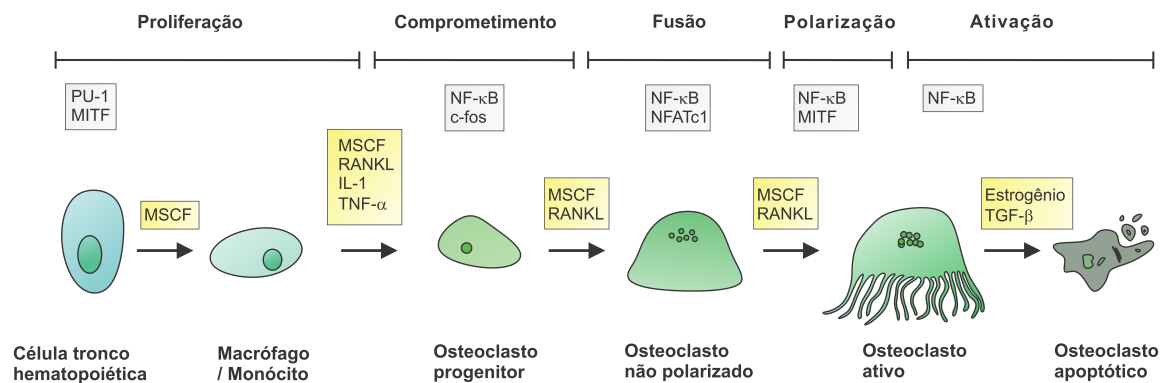 Proliferação
Comprometimento
Fusão
Polarização
Ativação
PU-1
MITF
NF-κB
c-fos
NF-κB
NFATc1
NF-κB
MITF
NF-κB
MSCF
MSCF
RANKL
IL-1
TNF-α
MSCF
RANKL
MSCF
RANKL
Estrogênio
TGF-β
Célula tronco
hematopoiética
Macrófago
/ Monócito
Osteoclasto
progenitor
Osteoclasto
não polarizado
Osteoclasto
ativo
Osteoclasto
apoptótico